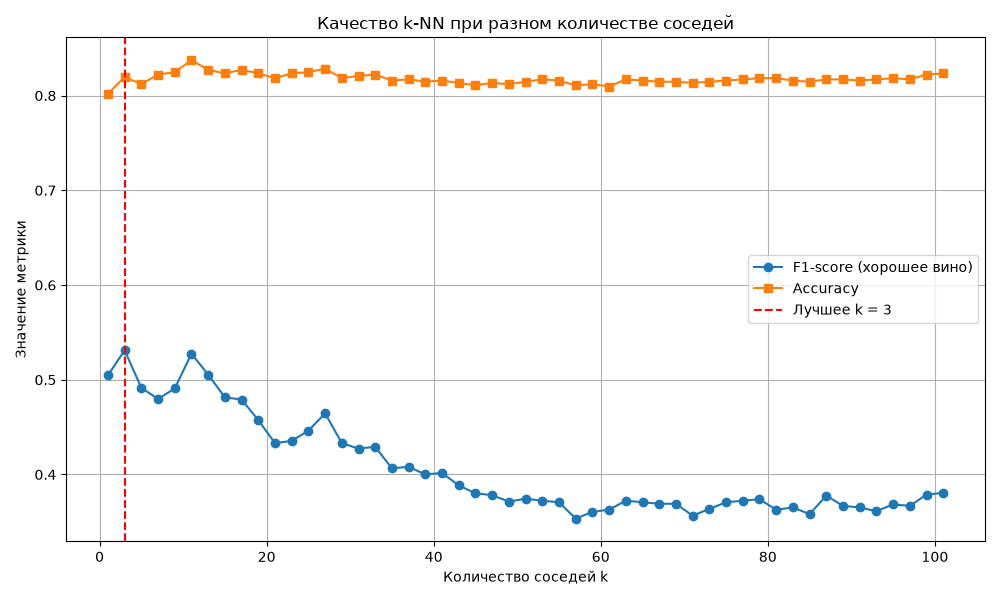 Качество k-NN при разном количестве соседей
Значение метрики
0.8
0.7
0.6
0.5
0.4
F1-score (хорошее вино)
Accuracy
Лучшее k = 3
0 20 40 60 80 100
Количество соседей k